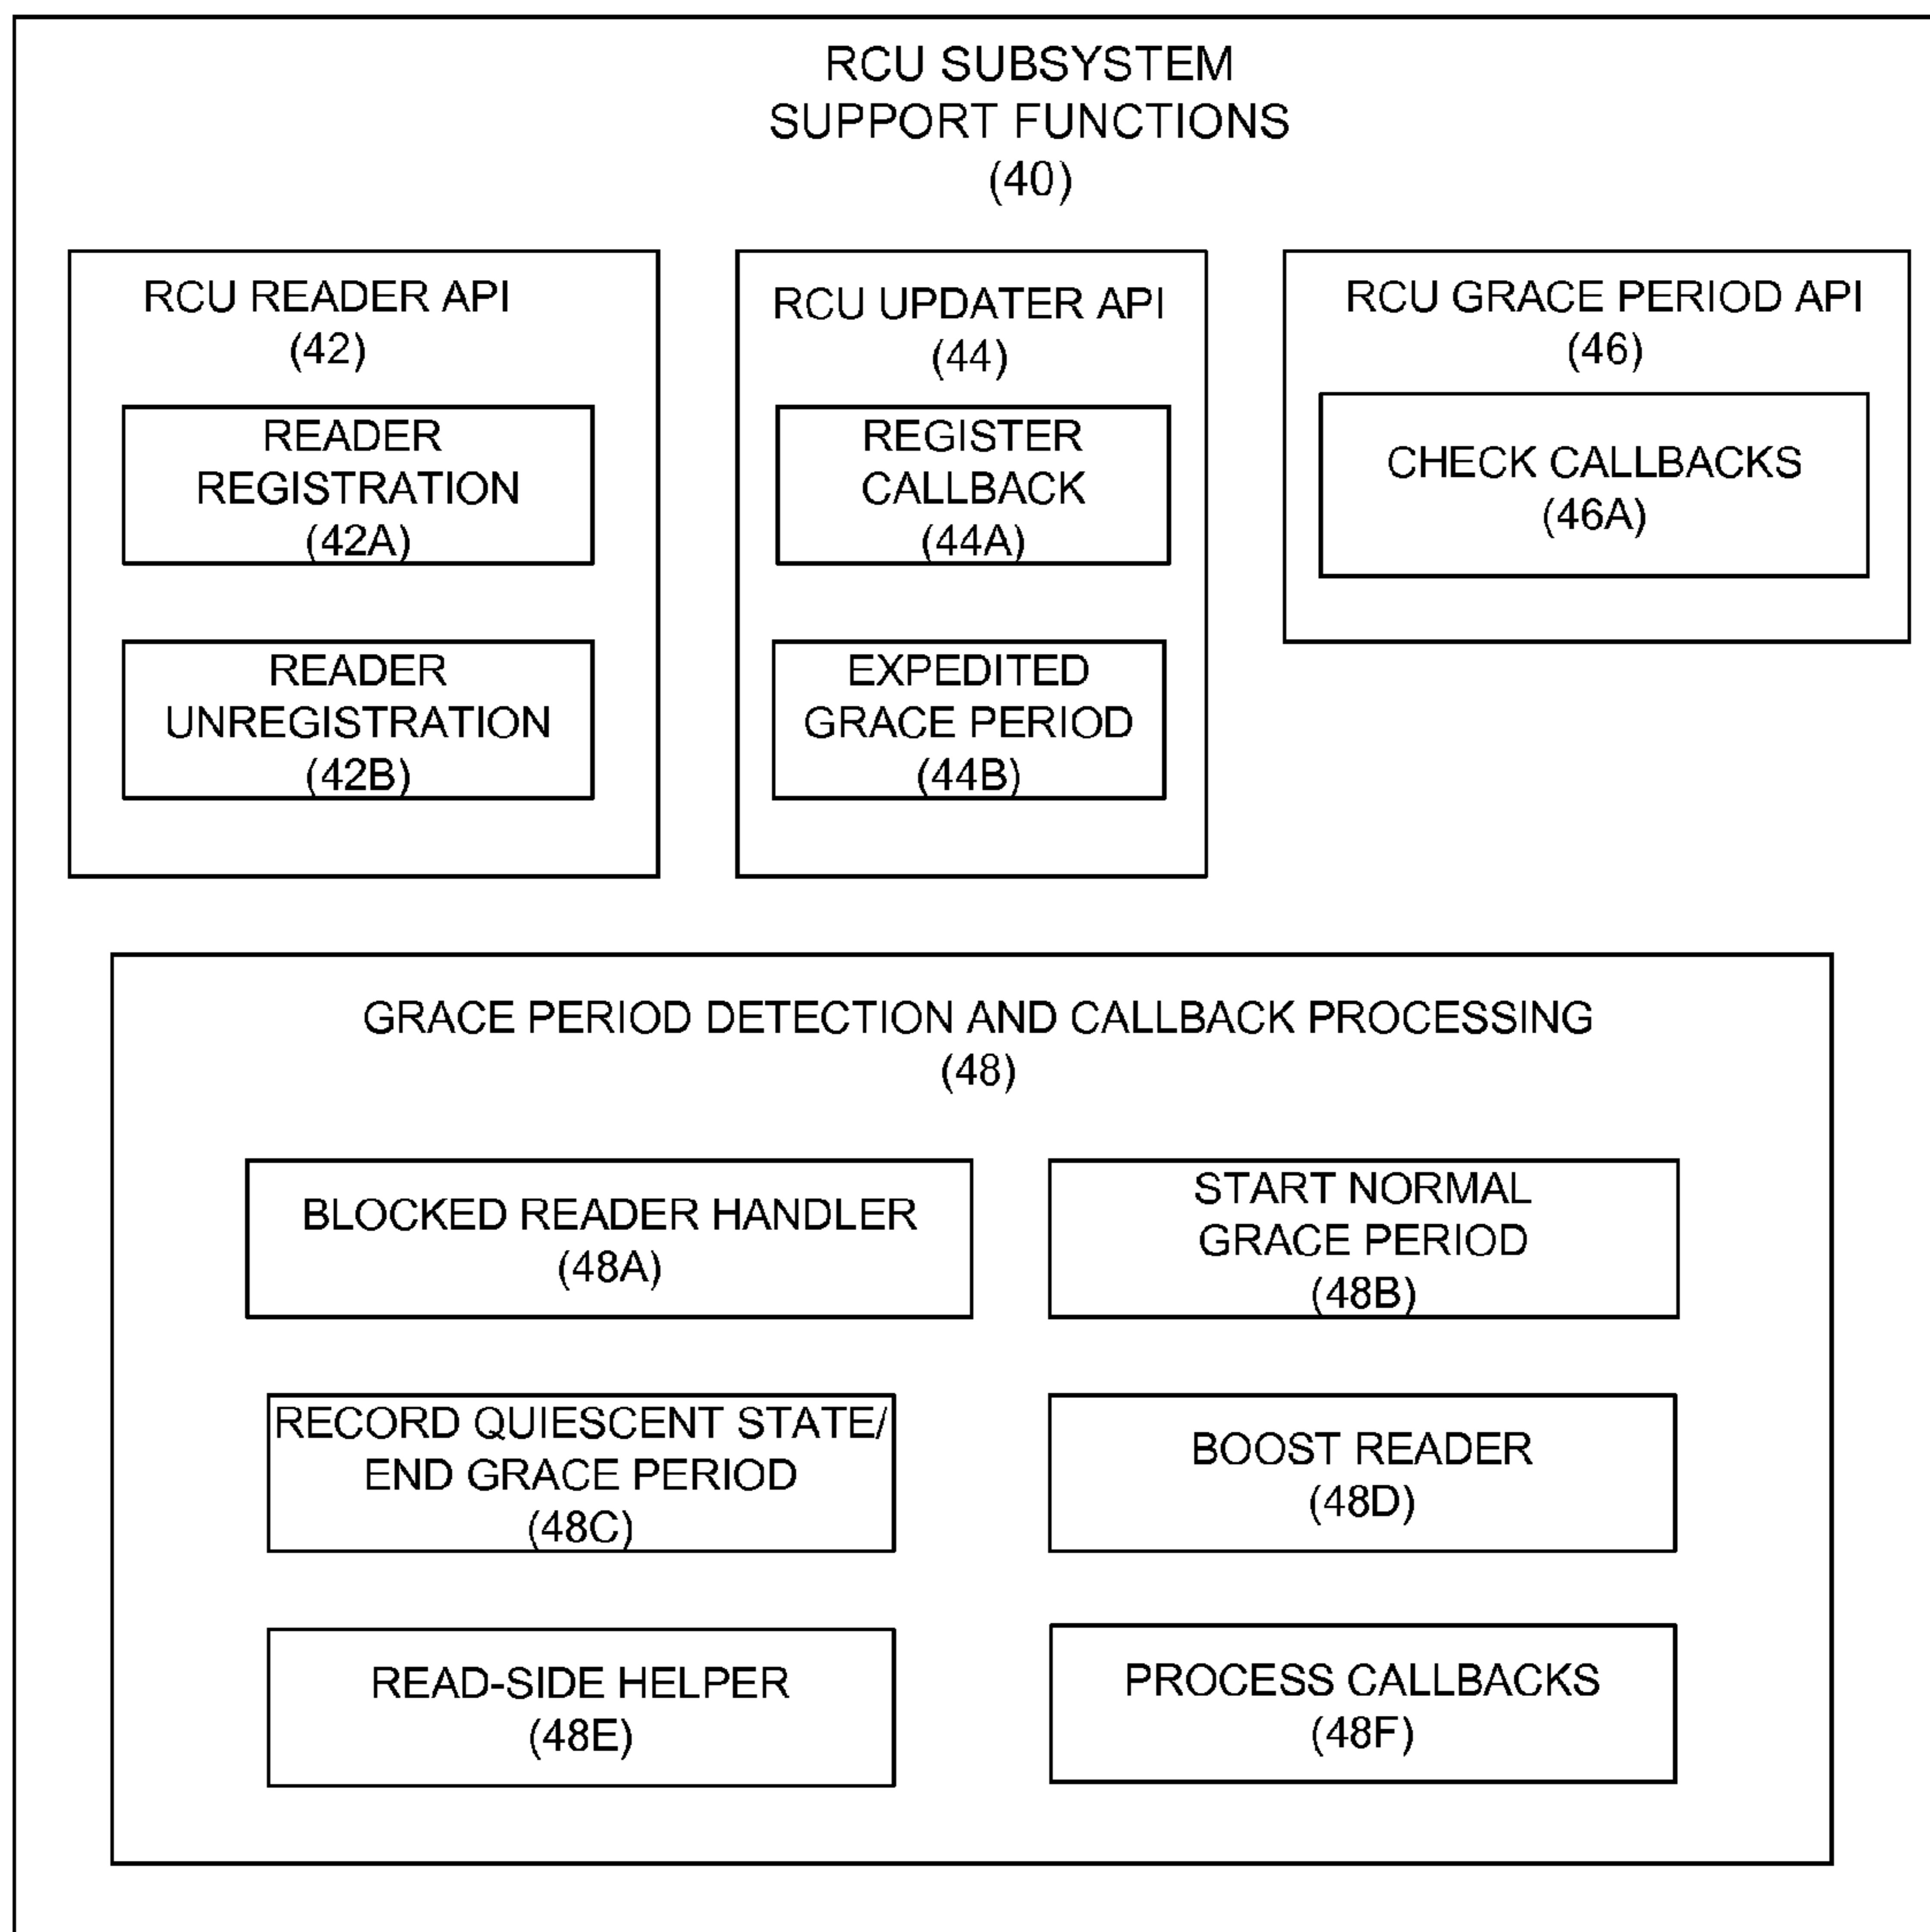 RCU SUBSYSTEM
SUPPORT FUNCTIONS
(40)
RCU READER API
(42)
READER
REGISTRATION
(42A)
READER
UNREGISTRATION
(42B)
RCU UPDATER API
(44)
REGISTER
CALLBACK
(44A)
EXPEDITED
GRACE PERIOD
(44B)
RCU GRACE PERIOD API
(46)
CHECK CALLBACKS
(46A)
GRACE PERIOD DETECTION AND CALLBACK PROCESSING
(48)
BLOCKED READER HANDLER
(48A)
START NORMAL
GRACE PERIOD
(48B)
RECORD QUIESCENT STATE/
END GRACE PERIOD
(48C)
BOOST READER
(48D)
READ-SIDE HELPER
(48E)
PROCESS CALLBACKS
(48F)